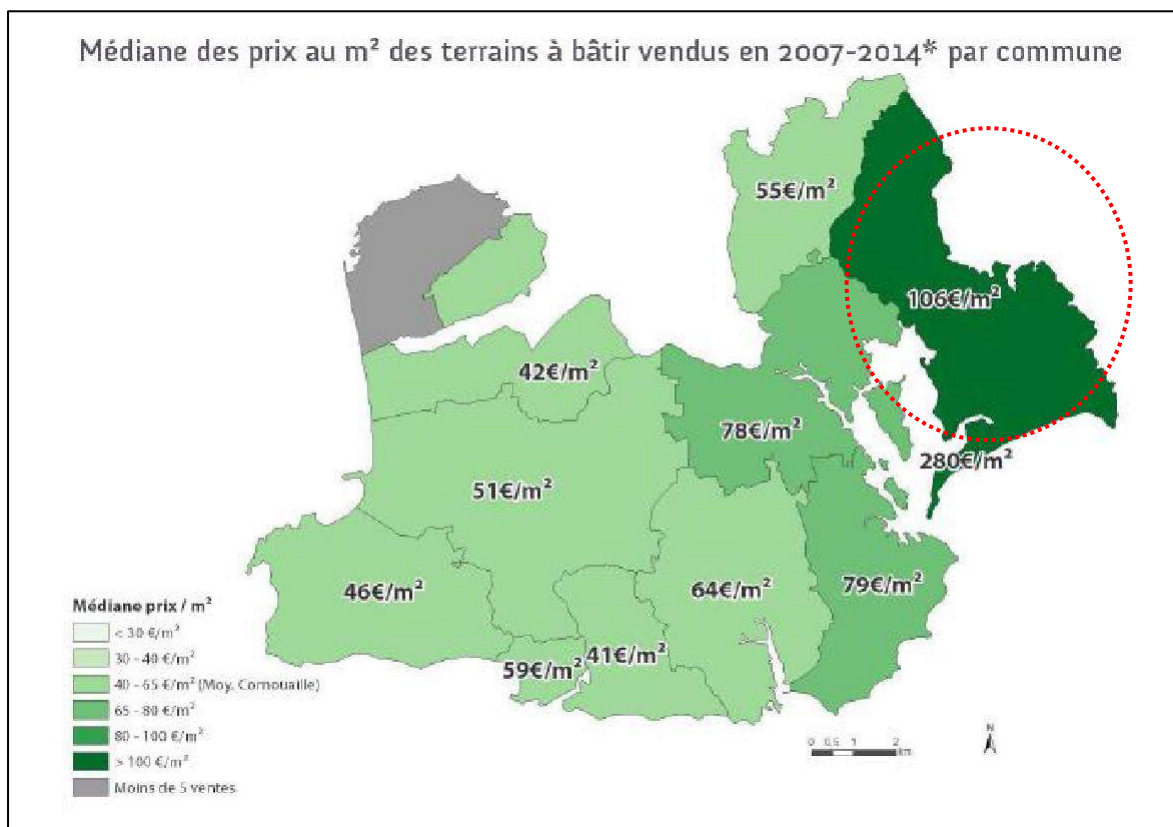 Médiane des prix au m² des terrains à bâtir vendus en 2007-2014* par commune
55€/m²
106€/m²
42€/m²
78€/m²
280€/m²
51€/m²
46€/m²
64€/m²
79€/m²
59€/m²
41€/m²
Médiane prix / m²
< 30 €/m²
30 - 40 €/m²
40 - 65 €/m² (Moy. Cornouaille)
65 - 80 €/m²
80 - 100 €/m²
> 100 €/m²
Moins de 5 ventes
N
0 0,5 1 2
km